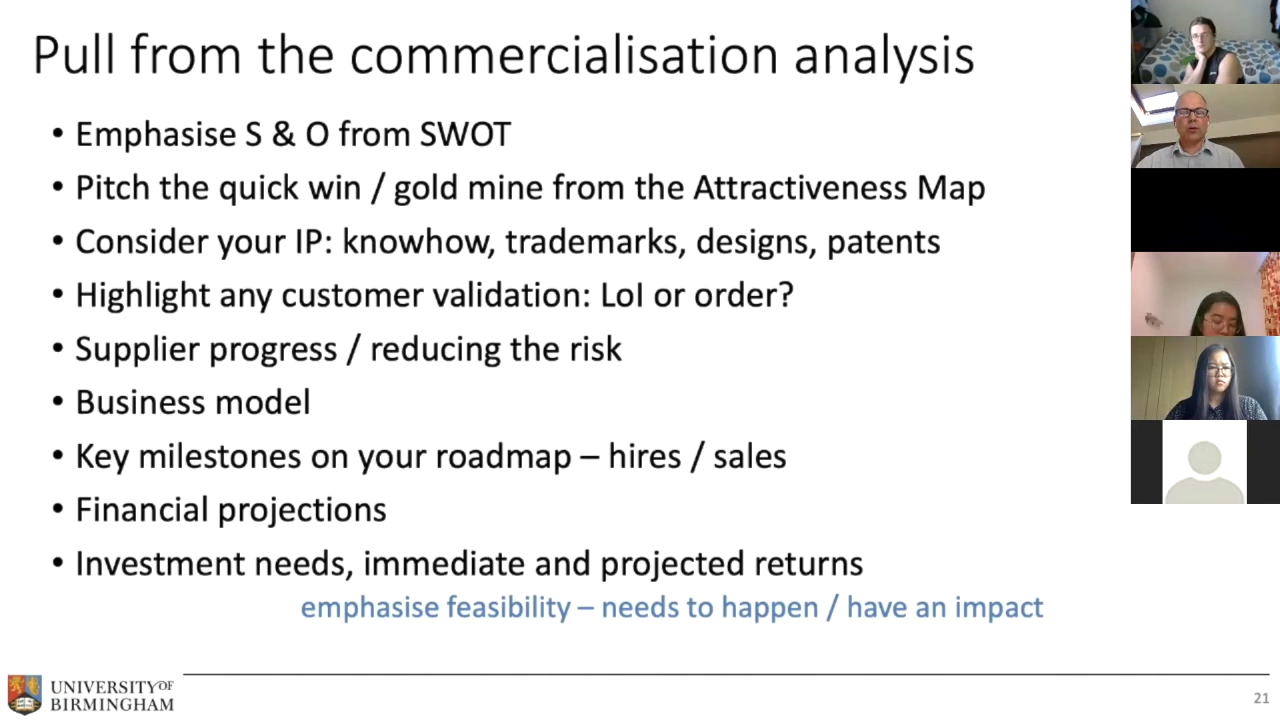 Pull from the commercialisation analysis
• Emphasise S & O from SWOT
• Pitch the quick win / gold mine from the Attractiveness Map
• Consider your IP: knowhow, trademarks, designs, patents
• Highlight any customer validation: LoI or order?
• Supplier progress / reducing the risk
• Business model
• Key milestones on your roadmap – hires / sales
• Financial projections
• Investment needs, immediate and projected returns
emphasise feasibility – needs to happen / have an impact
UNIVERSITY OF
BIRMINGHAM
21